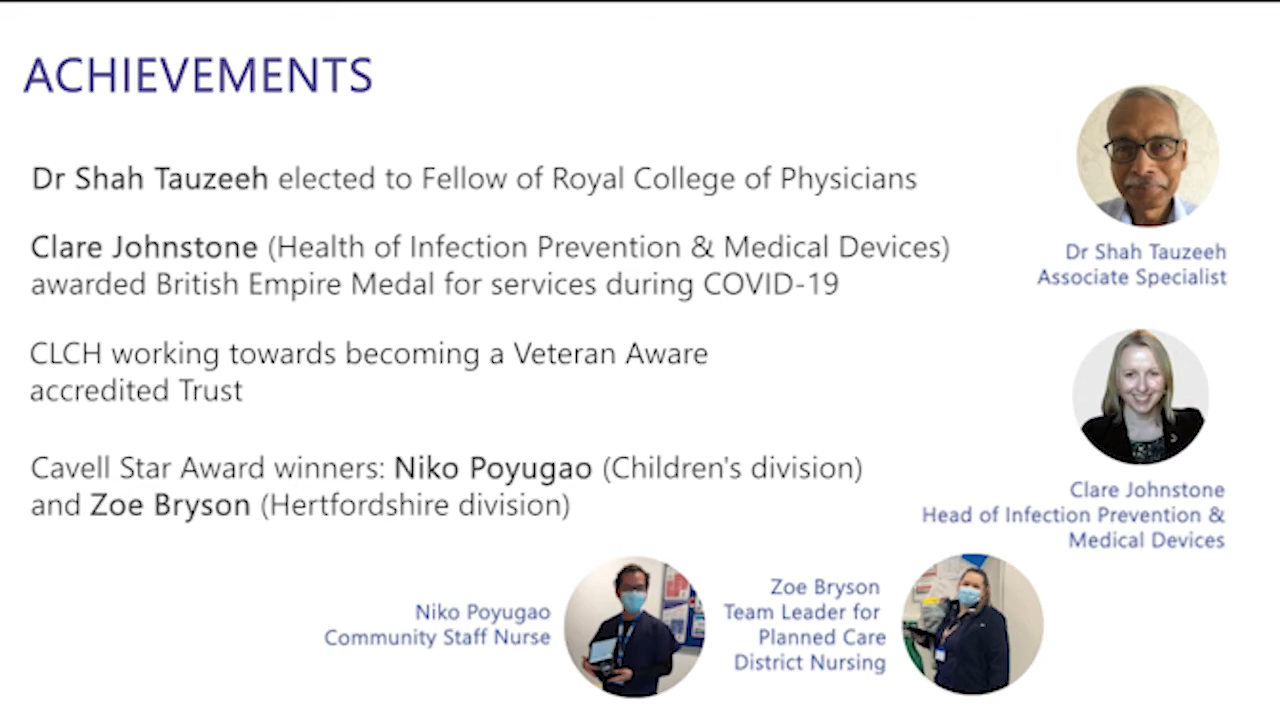 ACHIEVEMENTS
Dr Shah Tauzeeh elected to Fellow of Royal College of Physicians
Clare Johnstone (Health of Infection Prevention & Medical Devices)
awarded British Empire Medal for services during COVID-19
CLCH working towards becoming a Veteran Aware
accredited Trust
Cavell Star Award winners: Niko Poyugao (Children's division)
and Zoe Bryson (Hertfordshire division)
Dr Shah Tauzeeh
Associate Specialist
Clare Johnstone
Head of Infection Prevention &
Medical Devices
Niko Poyugao
Community Staff Nurse
Zoe Bryson
Team Leader for
Planned Care
District Nursing